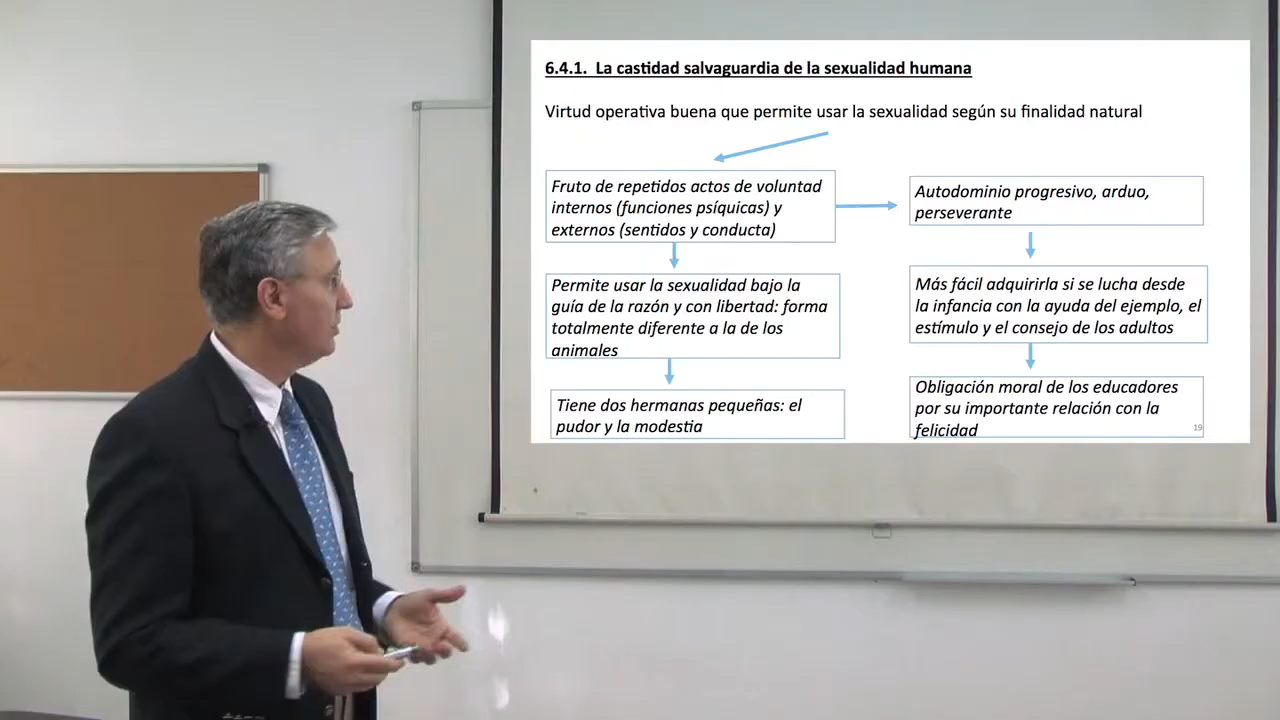 6.4.1. La castidad salvaguardia de la sexualidad humana
Virtud operativa buena que permite usar la sexualidad según su finalidad natural
Fruto de repetidos actos de voluntad
internos (funciones psíquicas) y
externos (sentidos y conducta)
Autodominio progresivo, arduo,
perseverante
Permite usar la sexualidad bajo la
guía de la razón y con libertad: forma
totalmente diferente a la de los
animales
Más fácil adquirirla si se lucha desde
la infancia con la ayuda del ejemplo, el
estímulo y el consejo de los adultos
Tiene dos hermanas pequeñas: el
pudor y la modestia
Obligación moral de los educadores
por su importante relación con la
felicidad
19